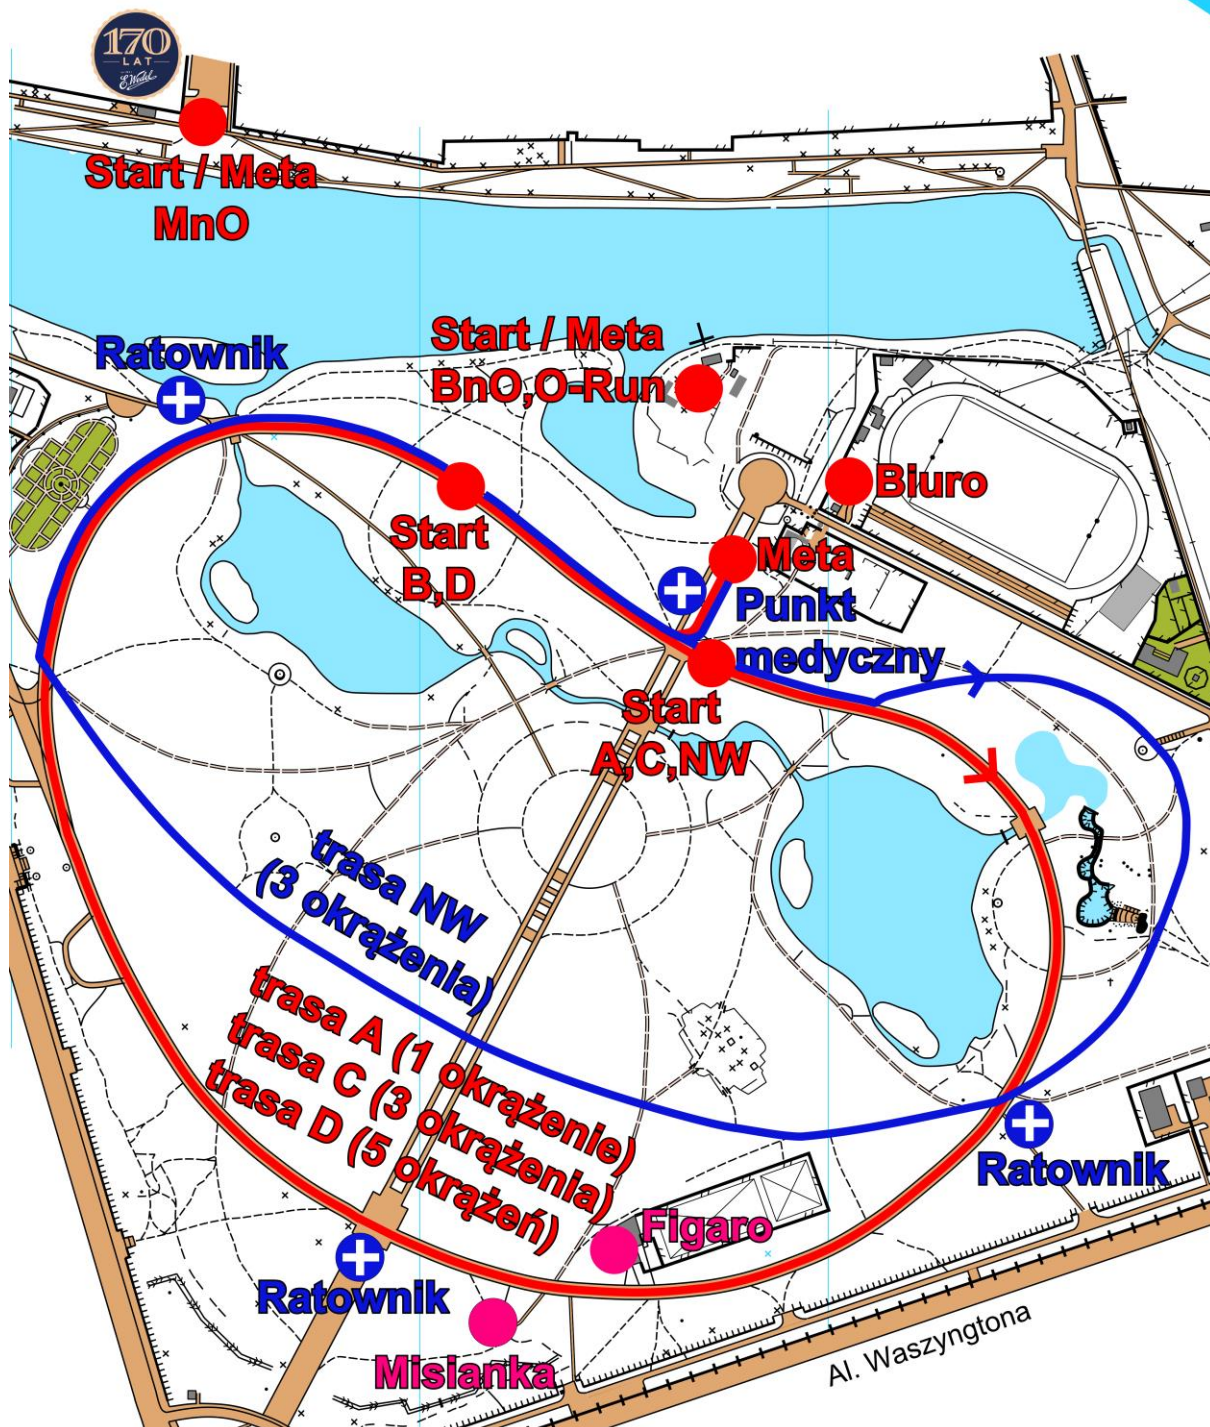 170
LAT
E.Wedel
Start / Meta
MnO
Ratownik
Start / Meta
BnO,O-Run
Biuro
Start
B,D
Meta
Punkt
medyczny
Start
A,C,NW
trasa NW
(3 okrążenia)
trasa A (1 okrążenie)
trasa C (3 okrążenia)
trasa D (5 okrążeń)
Ratownik
Figaro
Ratownik
Misianka
Al. Waszyngtona